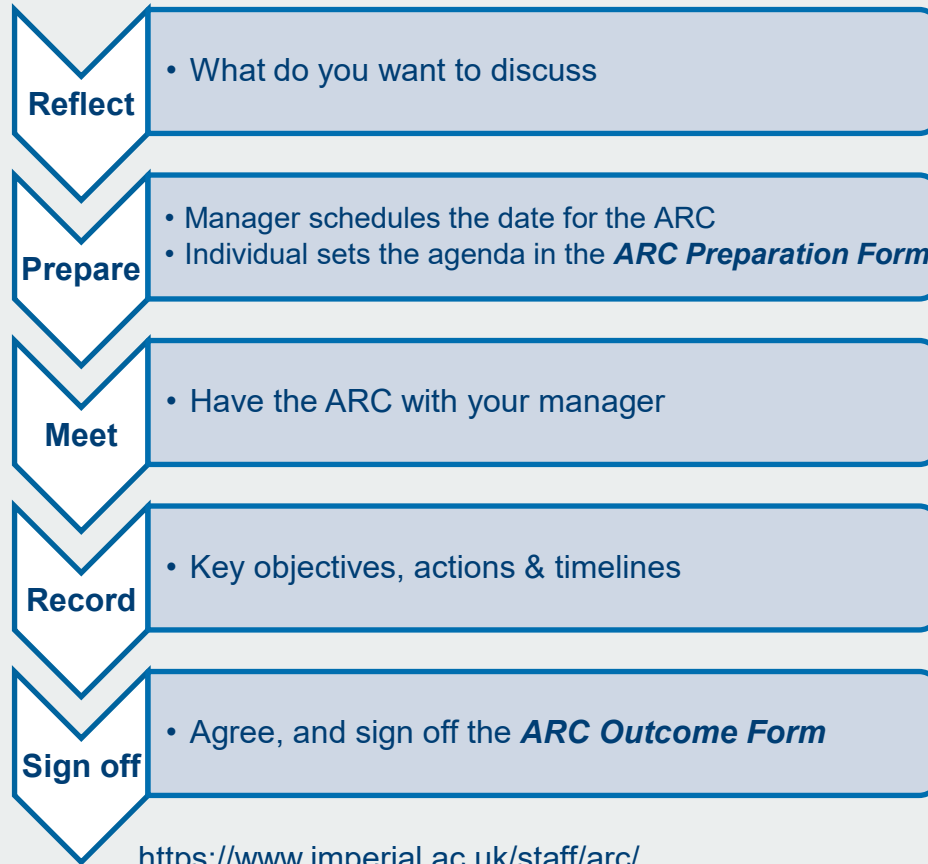 Reflect
• What do you want to discuss
Prepare
• Manager schedules the date for the ARC
• Individual sets the agenda in the ARC Preparation Form
Meet
• Have the ARC with your manager
Record
• Key objectives, actions & timelines
Sign off
• Agree, and sign off the ARC Outcome Form
https://www.imperial.ac.uk/staff/arc/